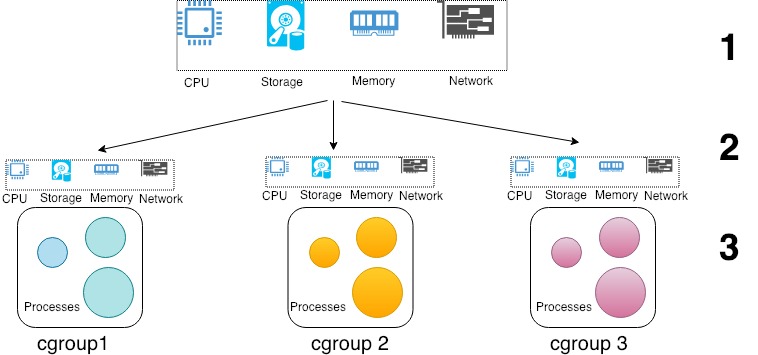 1
CPU Storage Memory Network
2
CPU Storage Memory Network CPU Storage Memory Network CPU Storage Memory Network
3
Processes Processes Processes
cgroup1 cgroup 2 cgroup 3